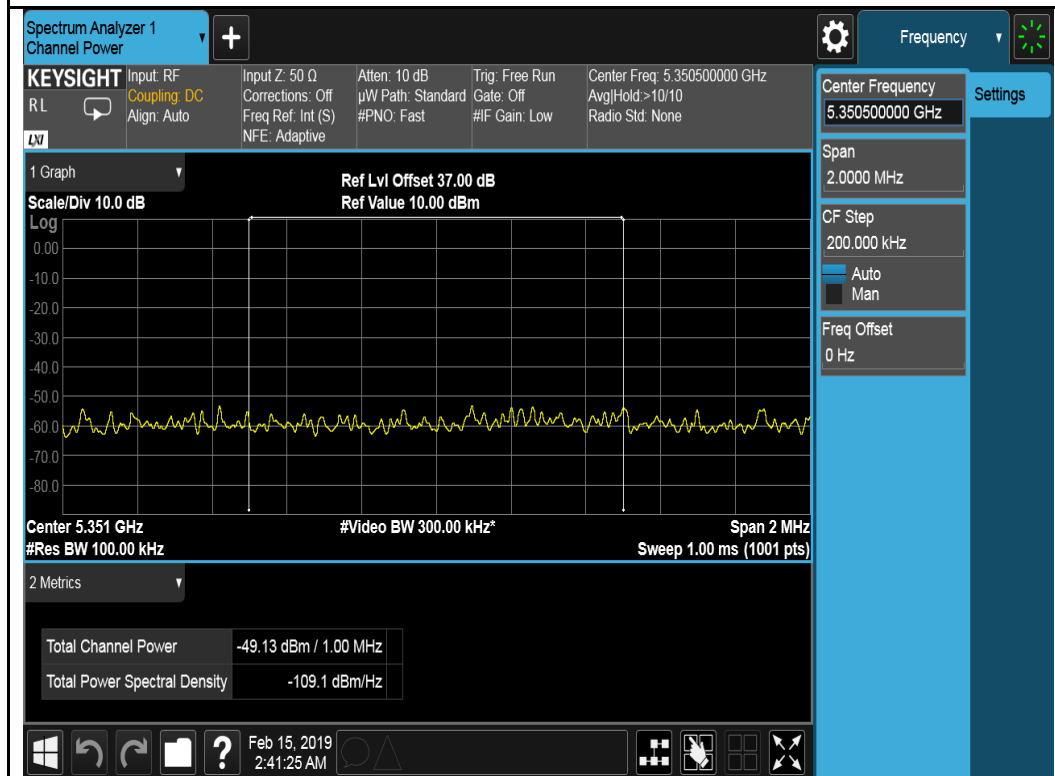 Spectrum Analyzer 1
Channel Power
+
Frequency
KEYSIGHT
R L
LXI
Input: RF
Coupling: DC
Align: Auto
Input Z: 50 Ω
Corrections: Off
Freq Ref: Int (S)
NFE: Adaptive
Atten: 10 dB
µW Path: Standard
#PNO: Fast
Trig: Free Run
Gate: Off
#IF Gain: Low
Center Freq: 5.350500000 GHz
Avg|Hold:>10/10
Radio Std: None
Center Frequency
5.350500000 GHz
Settings
Span
2.0000 MHz
CF Step
200.000 kHz
Auto
Man
Freq Offset
0 Hz
1 Graph
Scale/Div 10.0 dB
Ref Lvl Offset 37.00 dB
Ref Value 10.00 dBm
Log
0.00
-10.0
-20.0
-30.0
-40.0
-50.0
-60.0
-70.0
-80.0
Center 5.351 GHz
#Video BW 300.00 kHz*
Span 2 MHz
#Res BW 100.00 kHz
Sweep 1.00 ms (1001 pts)
2 Metrics
Total Channel Power -49.13 dBm / 1.00 MHz
Total Power Spectral Density -109.1 dBm/Hz
?
Feb 15, 2019
2:41:25 AM